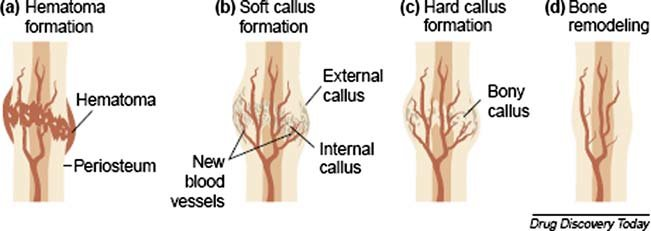 (a) Hematoma
formation
(b) Soft callus
formation
(c) Hard callus
formation
(d) Bone
remodeling
Hematoma
Periosteum
External
callus
Internal
callus
New
blood
vessels
Bony
callus
Drug Discovery Today